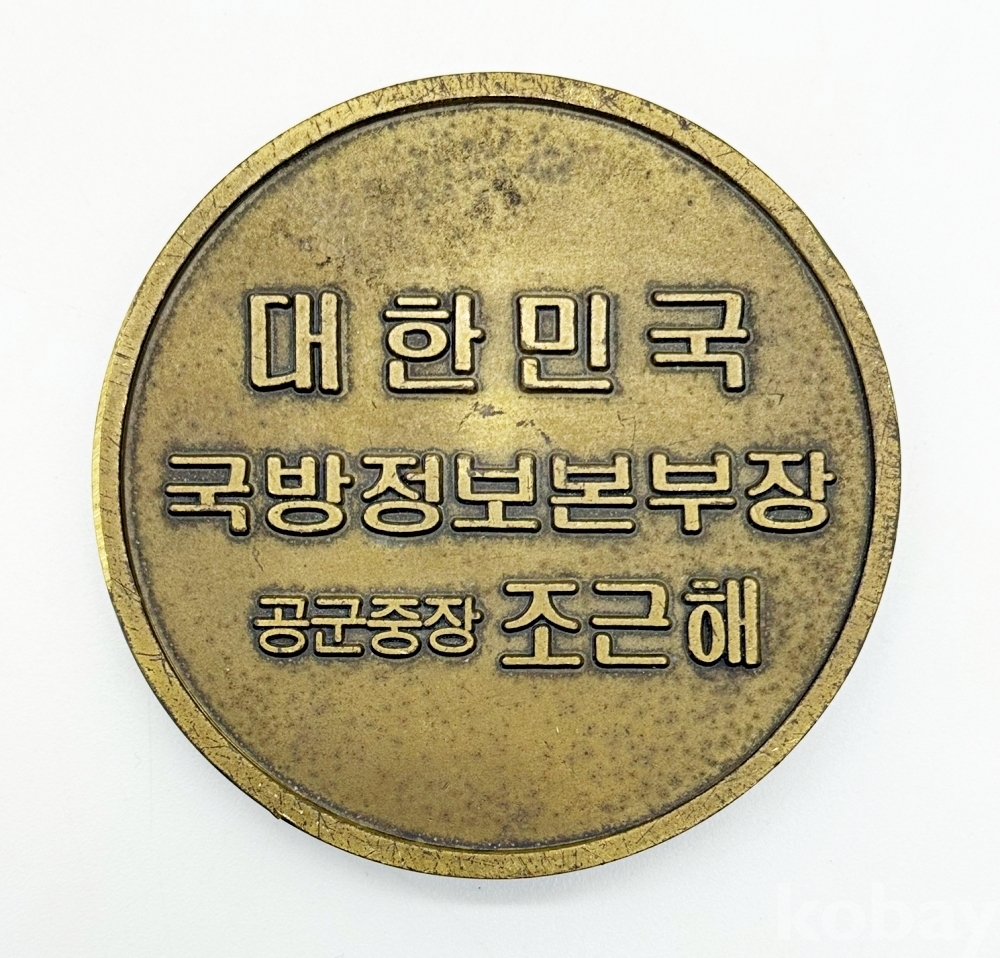 대한민국
국방정보본부장
공군중장 조근해
kobay